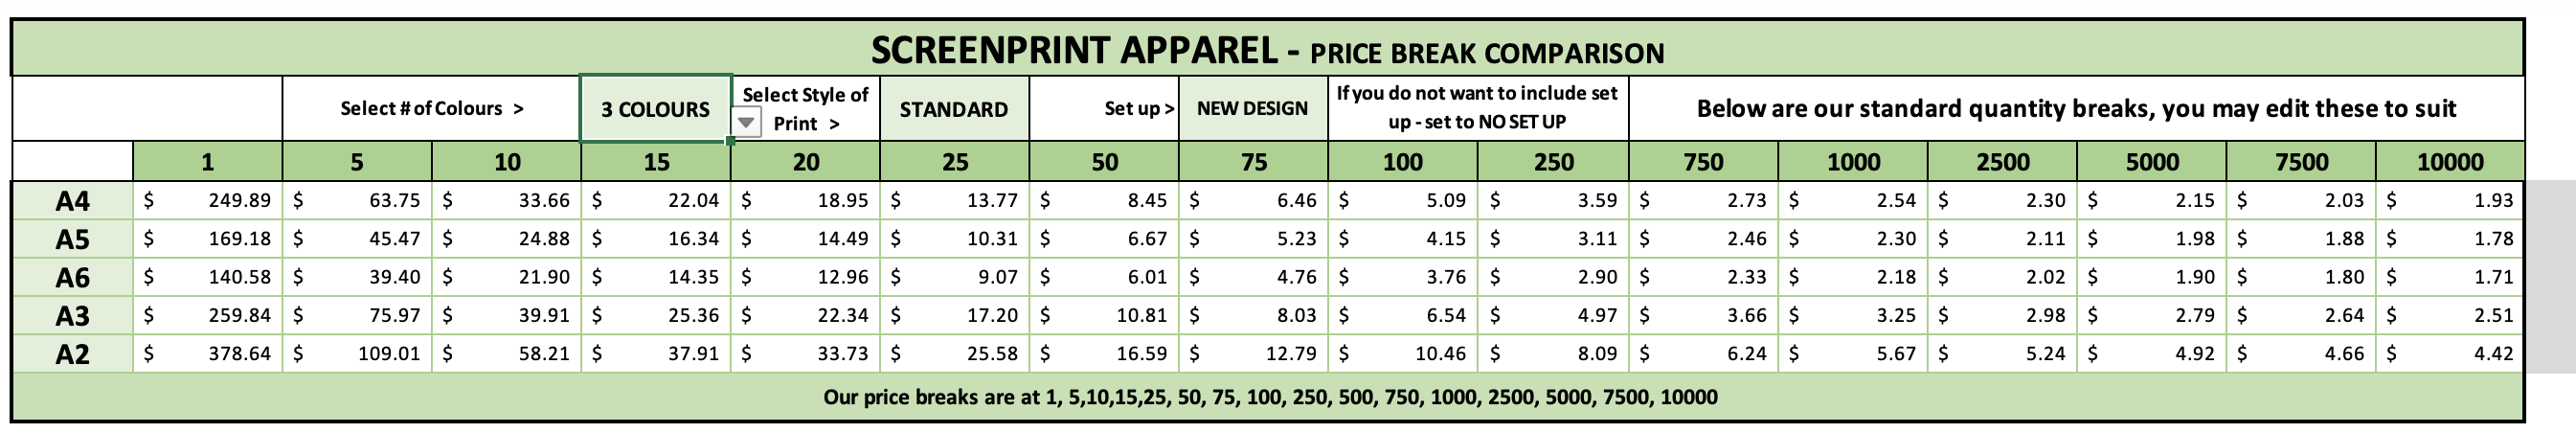 SCREENPRINT APPAREL - PRICE BREAK COMPARISON
Select # of Colours >
3 COLOURS
Select Style of
Print >
STANDARD
Set up >
NEW DESIGN
If you do not want to include set
up - set to NO SET UP
Below are our standard quantity breaks, you may edit these to suit
1 5 10 15 20 25 50 75 100 250 750 1000 2500 5000 7500 10000
A4 $ 249.89 $ 63.75 $ 33.66 $ 22.04 $ 18.95 $ 13.77 $ 8.45 $ 6.46 $ 5.09 $ 3.59 $ 2.73 $ 2.54 $ 2.30 $ 2.15 $ 2.03 $ 1.93
A5 $ 169.18 $ 45.47 $ 24.88 $ 16.34 $ 14.49 $ 10.31 $ 6.67 $ 5.23 $ 4.15 $ 3.11 $ 2.46 $ 2.30 $ 2.11 $ 1.98 $ 1.88 $ 1.78
A6 $ 140.58 $ 39.40 $ 21.90 $ 14.35 $ 12.96 $ 9.07 $ 6.01 $ 4.76 $ 3.76 $ 2.90 $ 2.33 $ 2.18 $ 2.02 $ 1.90 $ 1.80 $ 1.71
A3 $ 259.84 $ 75.97 $ 39.91 $ 25.36 $ 22.34 $ 17.20 $ 10.81 $ 8.03 $ 6.54 $ 4.97 $ 3.66 $ 3.25 $ 2.98 $ 2.79 $ 2.64 $ 2.51
A2 $ 378.64 $ 109.01 $ 58.21 $ 37.91 $ 33.73 $ 25.58 $ 16.59 $ 12.79 $ 10.46 $ 8.09 $ 6.24 $ 5.67 $ 5.24 $ 4.92 $ 4.66 $ 4.42
Our price breaks are at 1, 5,10,15,25, 50, 75, 100, 250, 500, 750, 1000, 2500, 5000, 7500, 10000